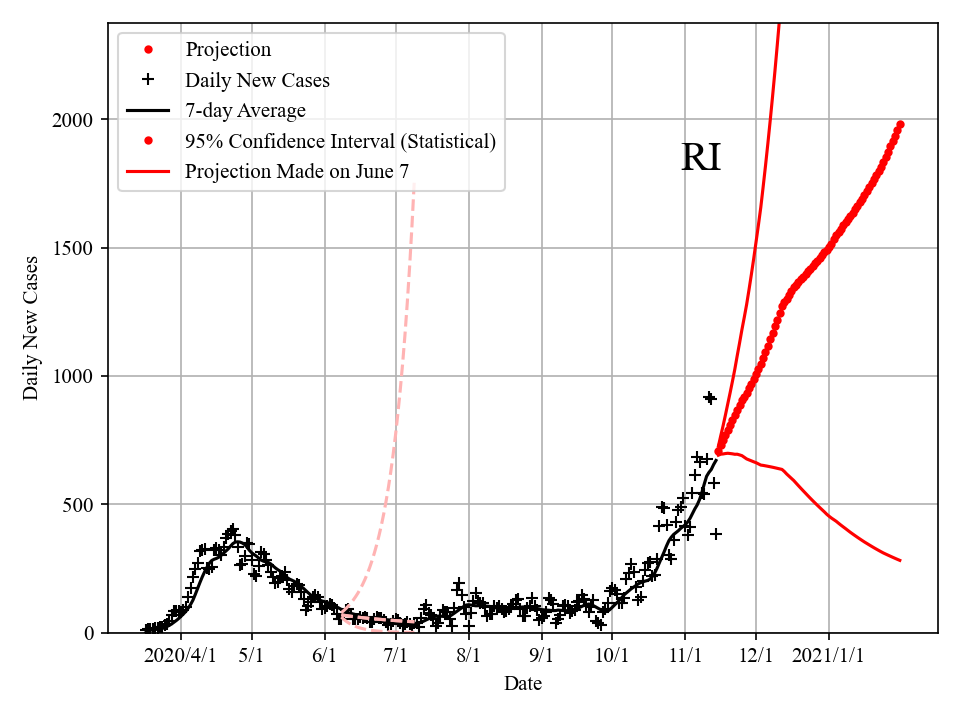 Projection
Daily New Cases
7-day Average
95% Confidence Interval (Statistical)
Projection Made on June 7
RI
2000
1500
1000
500
0
Daily New Cases
2020/4/1 5/1 6/1 7/1 8/1 9/1 10/1 11/1 12/1 2021/1/1
Date